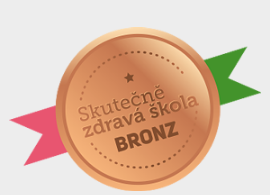 Skutečně
zdravá škola
BRONZ